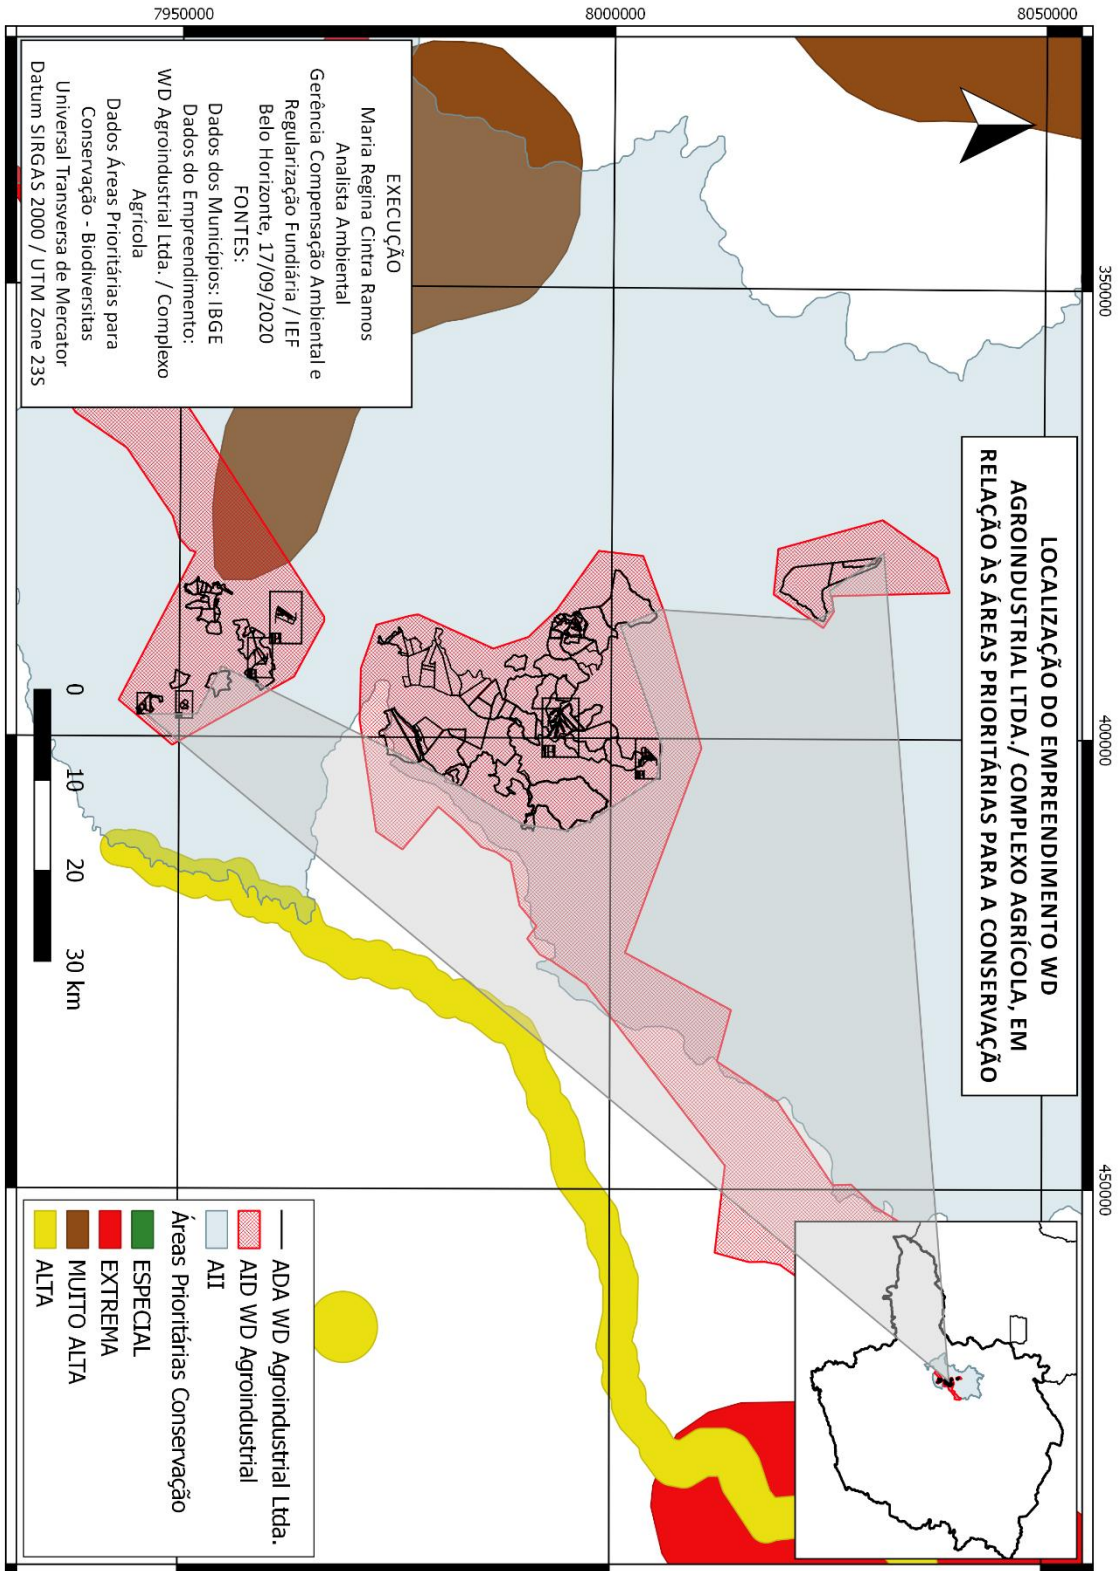 LOCALIZAÇÃO DO EMPREENDIMENTO WD
AGROINDUSTRIAL LTDA./ COMPLEXO AGRÍCOLA, EM
RELAÇÃO ÀS ÁREAS PRIORITÁRIAS PARA A CONSERVAÇÃO
350000
400000
450000
8050000
8000000
7950000
EXECUÇÃO
Maria Regina Cintra Ramos
Analista Ambiental
Gerência Compensação Ambiental e
Regularização Fundiária / IEF
Belo Horizonte, 17/09/2020
FONTES:
Dados dos Municípios: IBGE
Dados do Empreendimento:
WD Agroindustrial Ltda. / Complexo
Agrícola
Dados Áreas Prioritárias para
Conservação - Biodiversitas
Universal Transversa de Mercator
Datum SIRGAS 2000 / UTM Zone 23S
0 10 20 30 km
ADA WD Agroindustrial Ltda.
AID WD Agroindustrial
AII
Áreas Prioritárias Conservação
ESPECIAL
EXTREMA
MUITO ALTA
ALTA